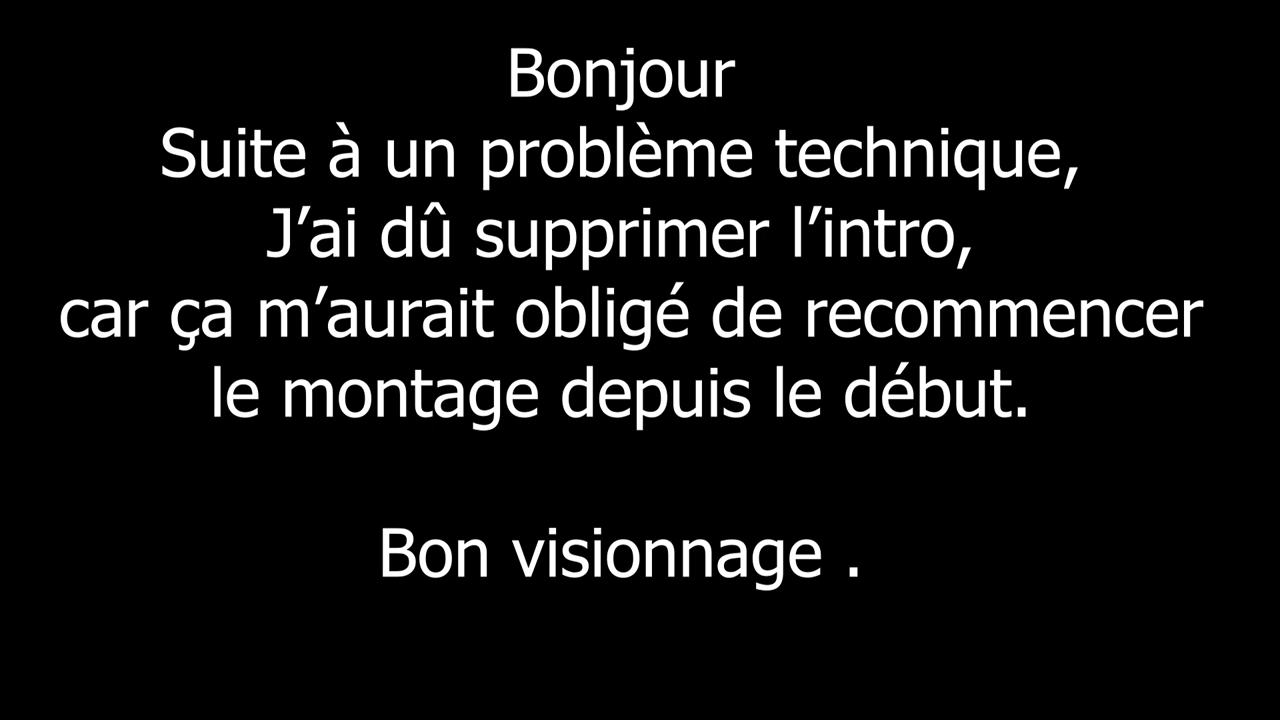 Bonjour
Suite à un problème technique,
J’ai dû supprimer l’intro,
car ça m’aurait obligé de recommencer
le montage depuis le début.
Bon visionnage .